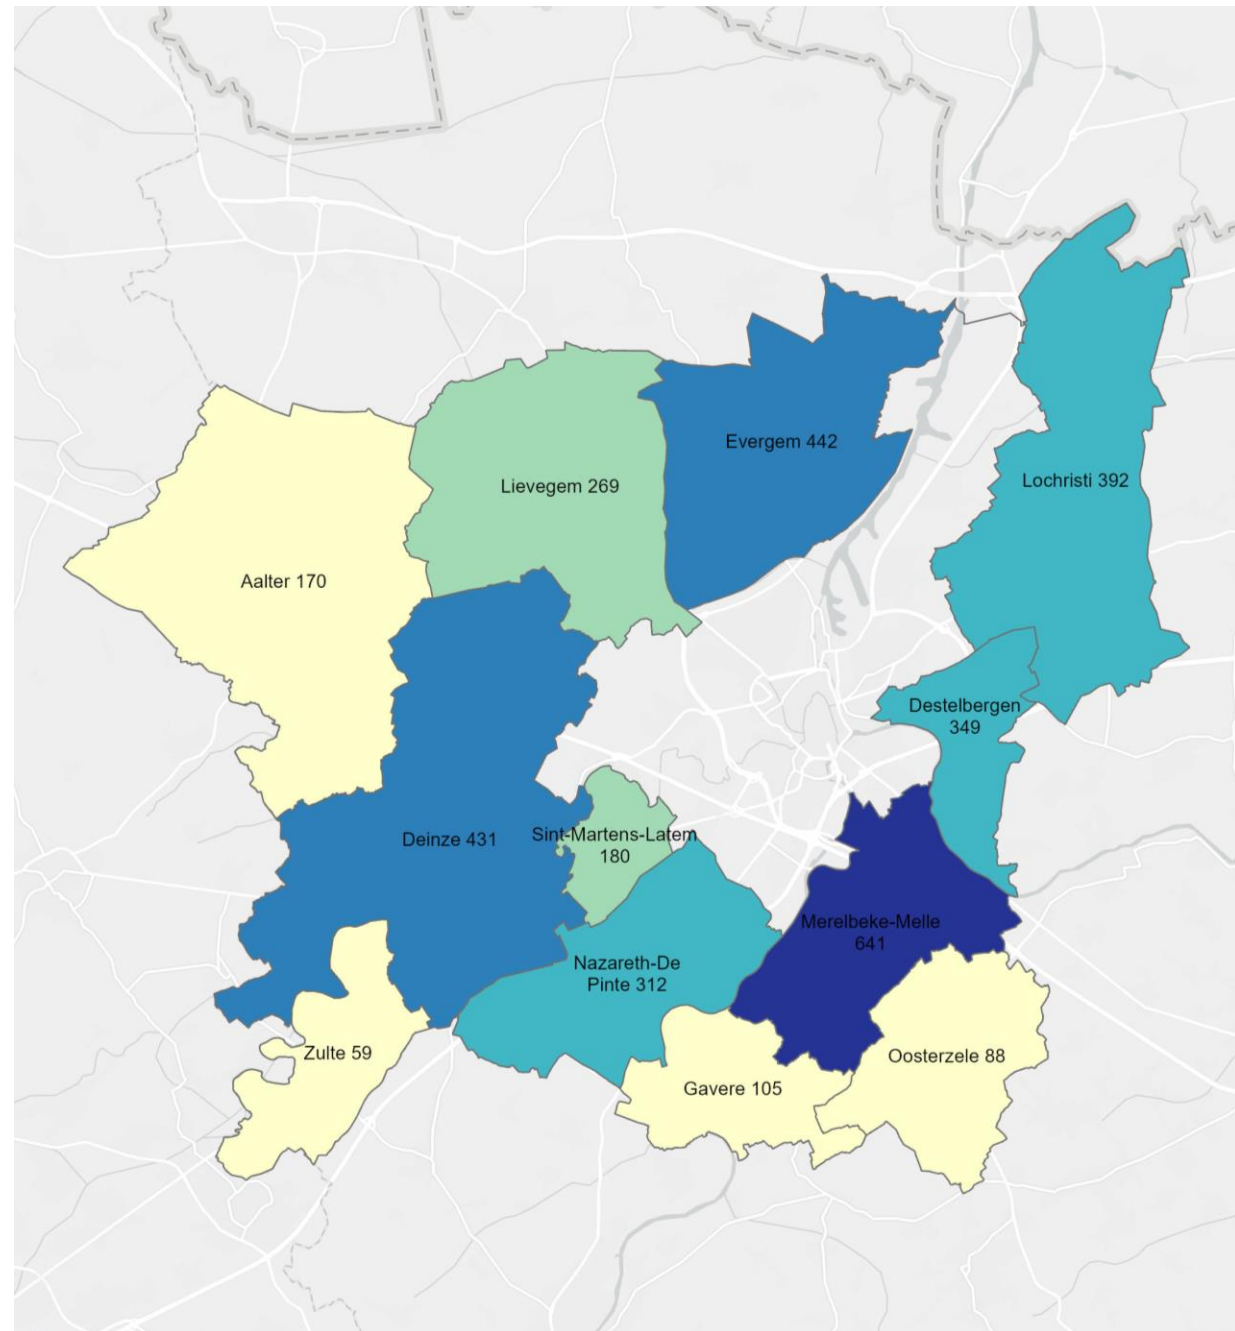 Evergem 442
Lochristi 392
Lievegem 269
Aalter 170
Destelbergen
349
Deinze 431
Sint-Martens-Latem
180
Merelbeke-Melle
641
Nazareth-De
Pinte 312
Zulte 59
Oosterzele 88
Gavere 105